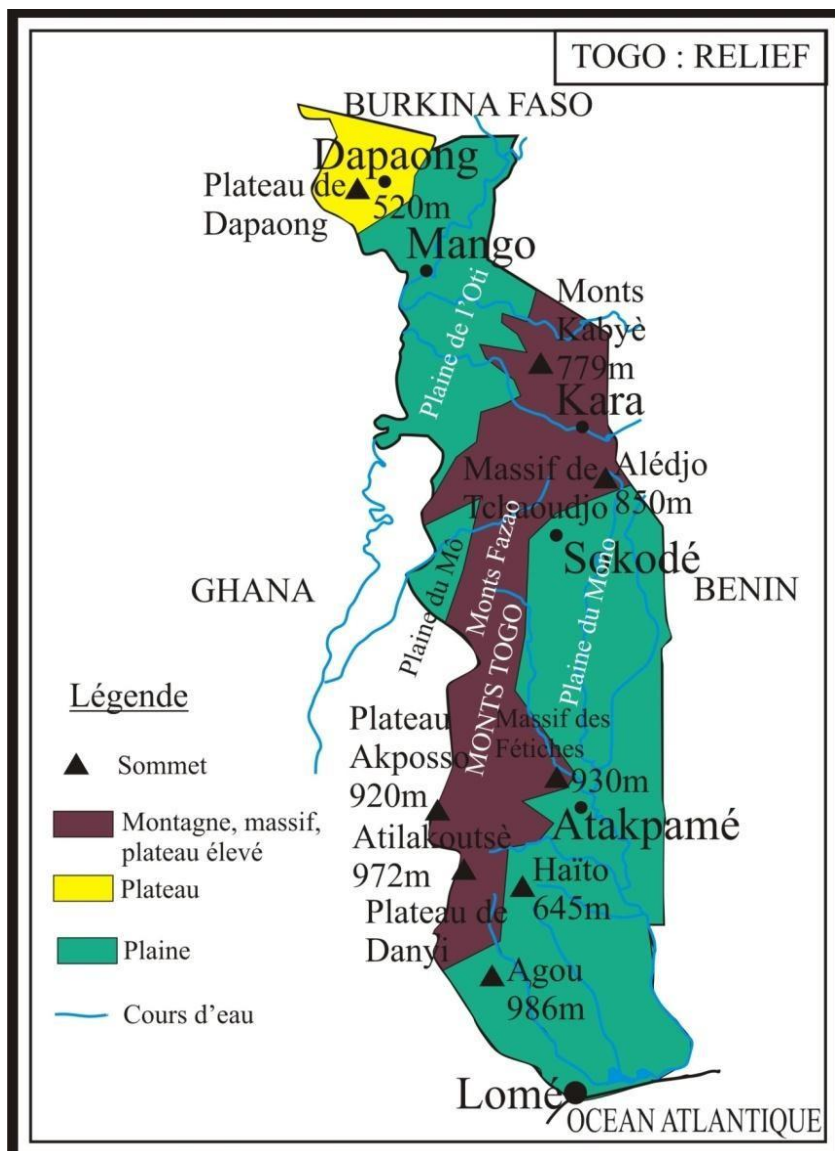 TOGO : RELIEF
BURKINA FASO
Dapaong
Plateau de
Dapaong
520m
Mango
Plaine de l'Oti
Monts
Kabyè
779m
Kara
Massif de
Tchaoudjo
Alédjo
850m
Sokodé
GHANA
BENIN
Plaine du Mô
Monts Fazao
MONTS TOGO
Plaine du Mono
Massif des
Fétiches
930m
Plateau
Akposso
920m
Atakpamé
Atilakoutsè
972m
Haïto
645m
Plateau de
Danyi
Agou
986m
Lomé
OCEAN ATLANTIQUE
Légende
Sommet
Montagne, massif,
plateau élevé
Plateau
Plaine
Cours d'eau